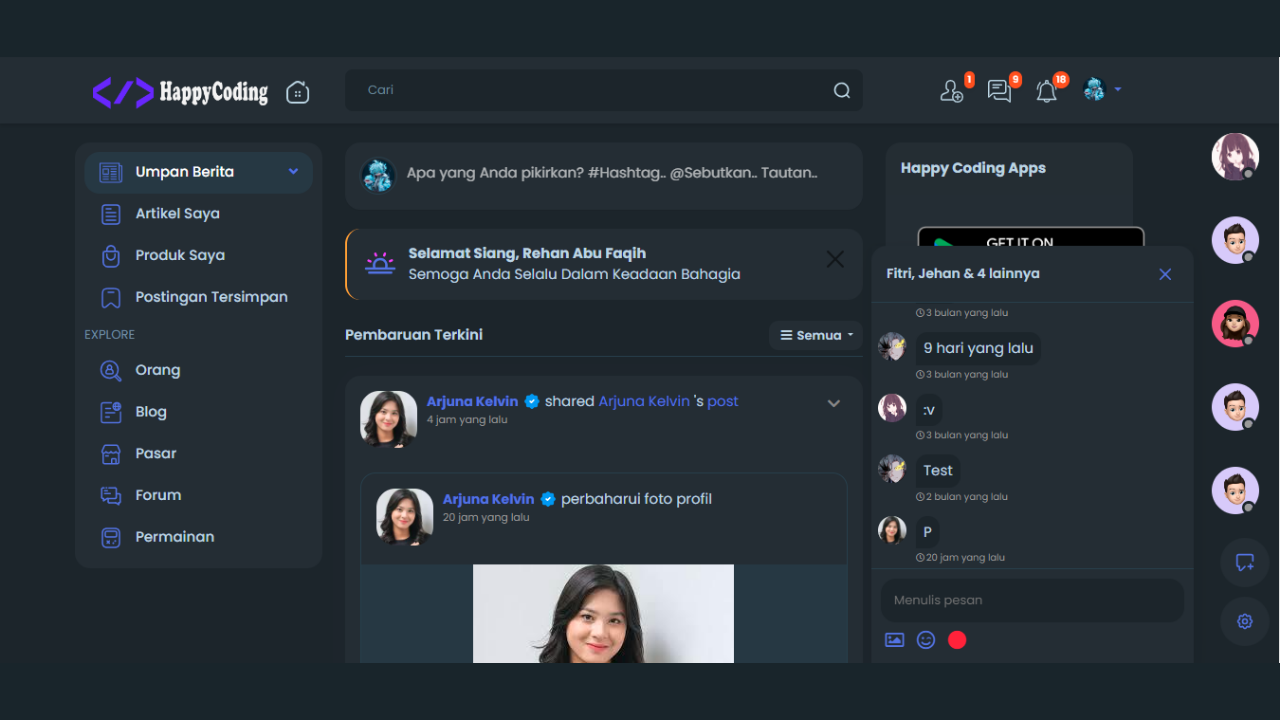 </> HappyCoding
Cari
1
9
18
Umpan Berita
Artikel Saya
Produk Saya
Postingan Tersimpan
EXPLORE
Orang
Blog
Pasar
Forum
Permainan
Apa yang Anda pikirkan? #Hashtag.. @Sebutkan.. Tautan..
Selamat Siang, Rehan Abu Faqih
Semoga Anda Selalu Dalam Keadaan Bahagia
Pembaruan Terkini
Semua
Arjuna Kelvin shared Arjuna Kelvin 's post
4 jam yang lalu
Arjuna Kelvin perbaharui foto profil
20 jam yang lalu
Happy Coding Apps
GET IT ON
Fitri, Jehan & 4 lainnya
3 bulan yang lalu
9 hari yang lalu
3 bulan yang lalu
:v
3 bulan yang lalu
Test
2 bulan yang lalu
P
20 jam yang lalu
Menulis pesan